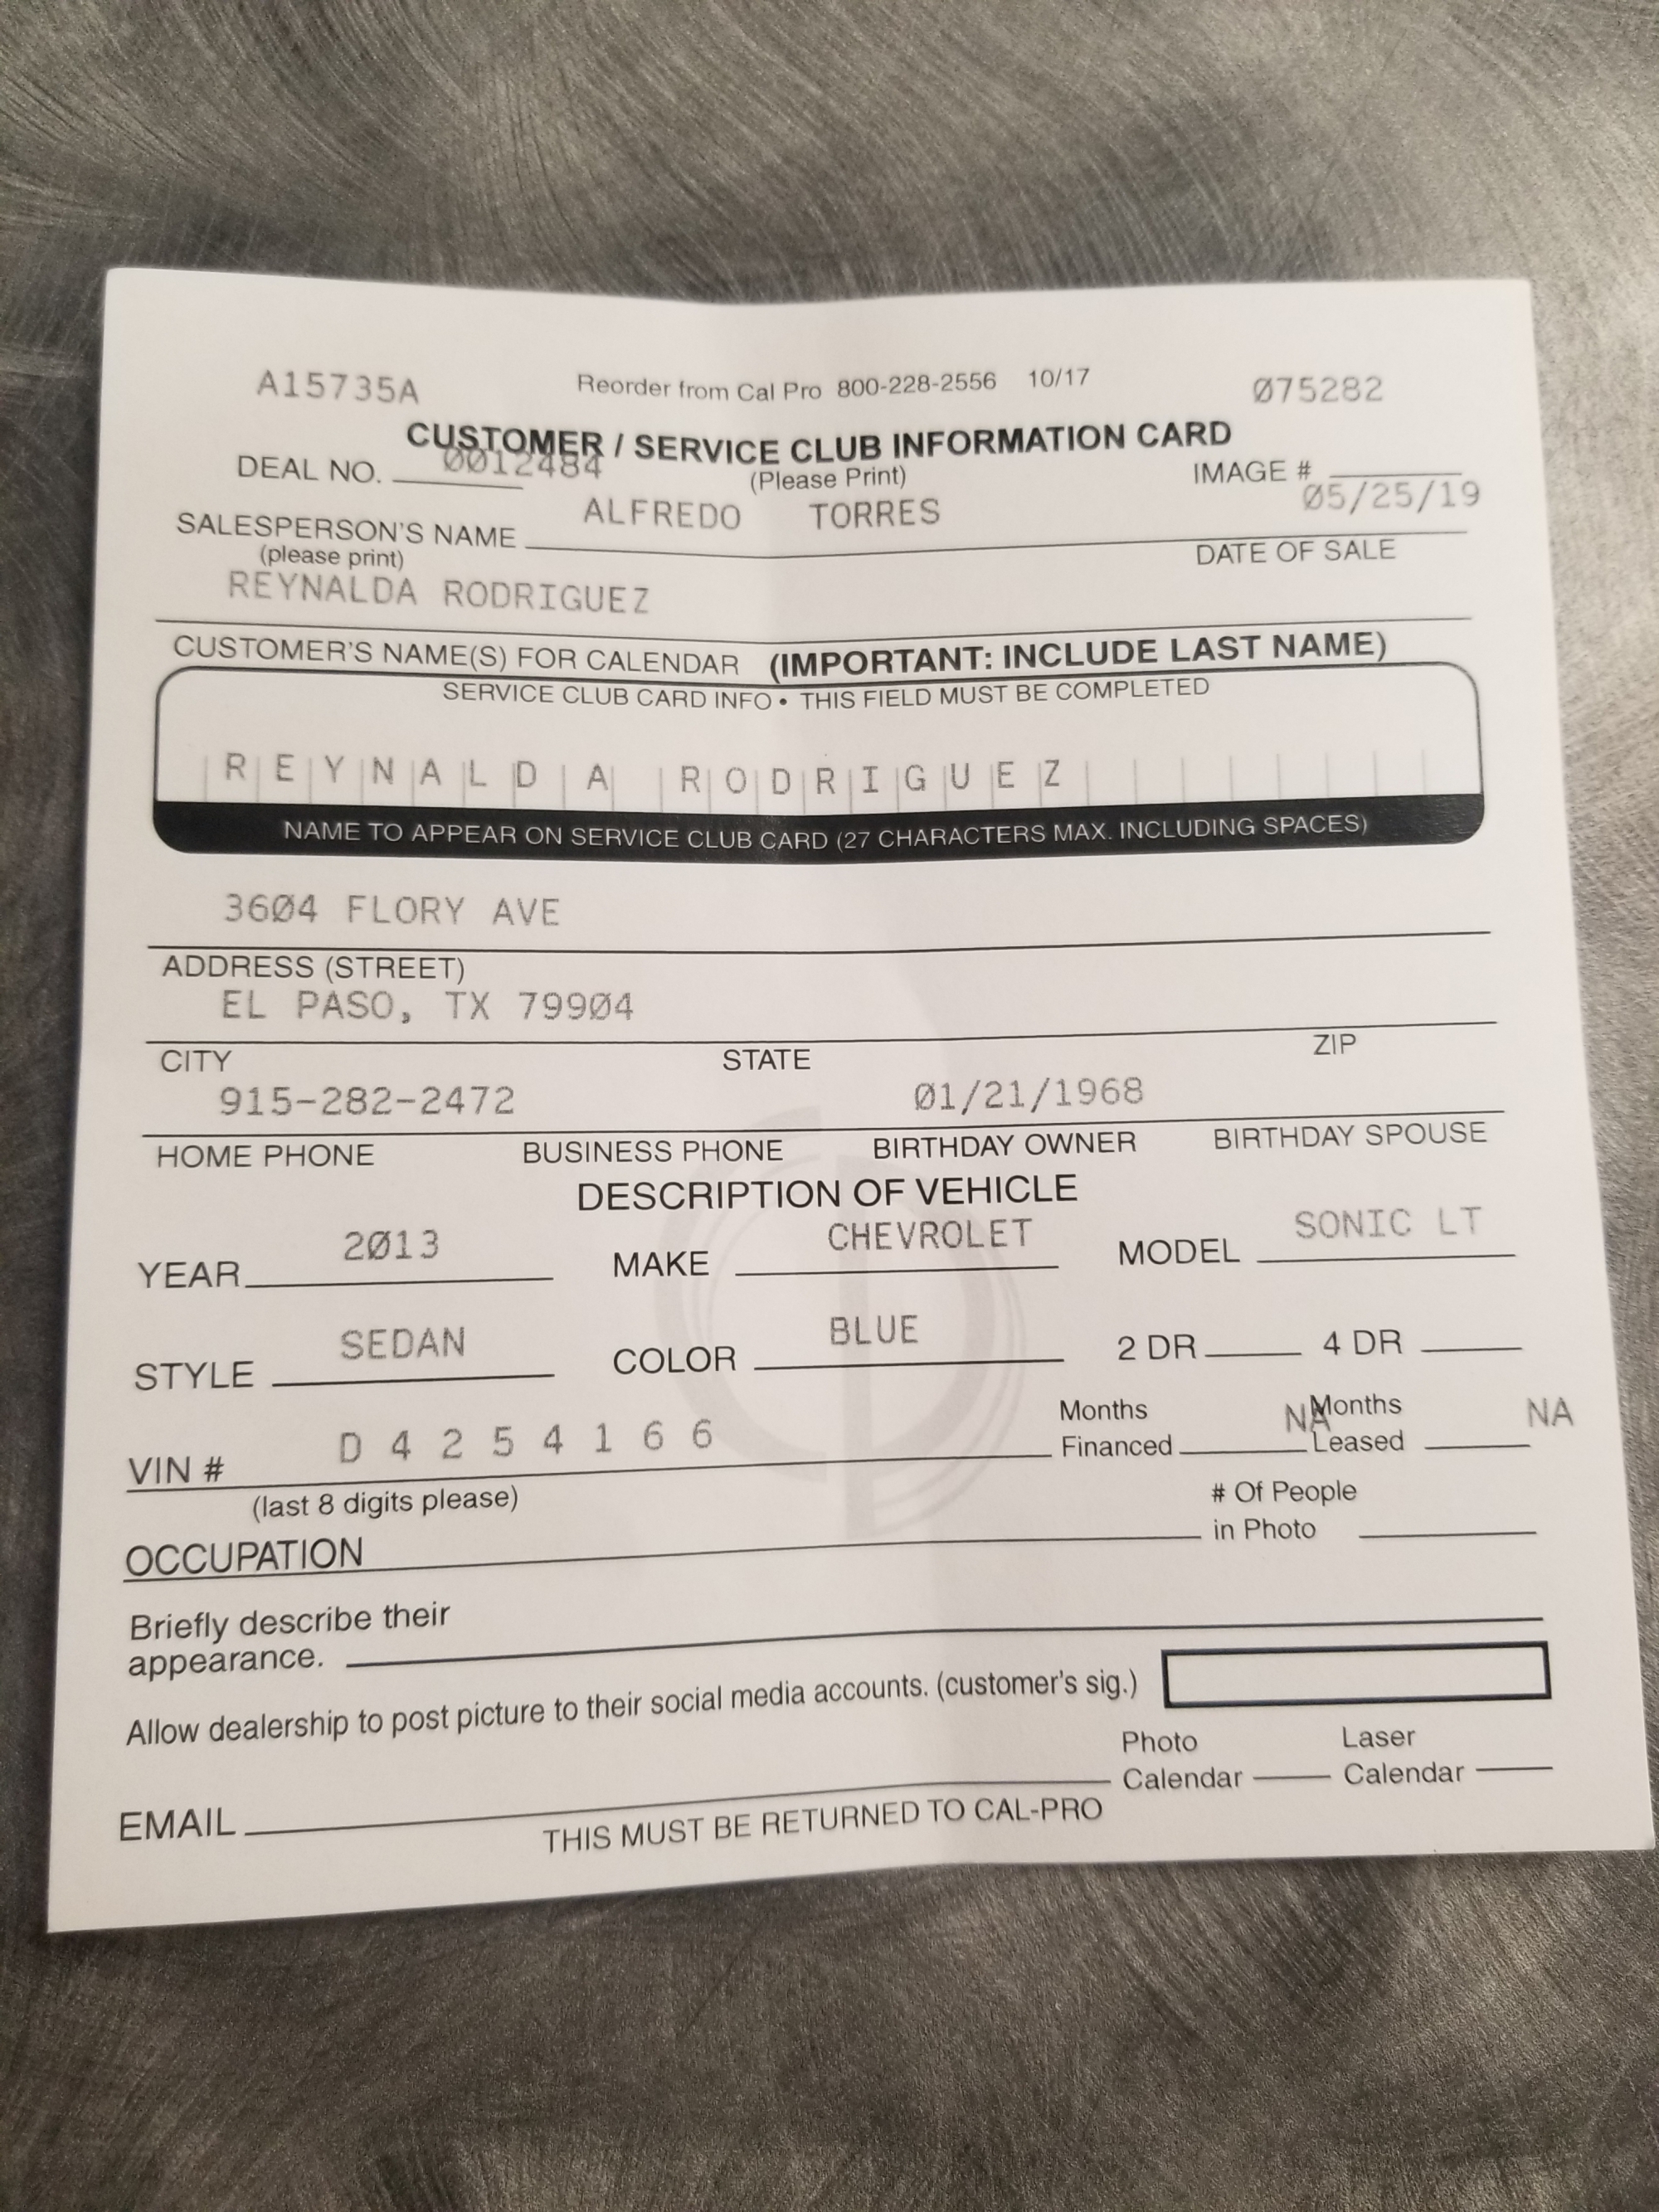 A15735A Reorder from Cal Pro 800-228-2556 10/17 Ø75282
CUSTOMER / SERVICE CLUB INFORMATION CARD
DEAL NO. ØØ12484 (Please Print) IMAGE #
SALESPERSON'S NAME ALFREDO TORRES Ø5/25/19
(please print) DATE OF SALE
REYNALDA RODRIGUEZ
CUSTOMER'S NAME(S) FOR CALENDAR (IMPORTANT: INCLUDE LAST NAME)
SERVICE CLUB CARD INFO • THIS FIELD MUST BE COMPLETED
R E Y N A L D A R O D R I G U E Z
NAME TO APPEAR ON SERVICE CLUB CARD (27 CHARACTERS MAX. INCLUDING SPACES)
36Ø4 FLORY AVE
ADDRESS (STREET)
EL PASO, TX 799Ø4
CITY STATE ZIP
915-282-2472 Ø1/21/1968
HOME PHONE BUSINESS PHONE BIRTHDAY OWNER BIRTHDAY SPOUSE
DESCRIPTION OF VEHICLE
YEAR 2Ø13 MAKE CHEVROLET MODEL SONIC LT
STYLE SEDAN COLOR BLUE 2 DR 4 DR
VIN # D 4 2 5 4 1 6 6 Months Financed NA Months Leased NA
(last 8 digits please)
OCCUPATION # Of People in Photo
Briefly describe their
appearance.
Allow dealership to post picture to their social media accounts. (customer's sig.)
EMAIL Photo Calendar Laser Calendar
THIS MUST BE RETURNED TO CAL-PRO